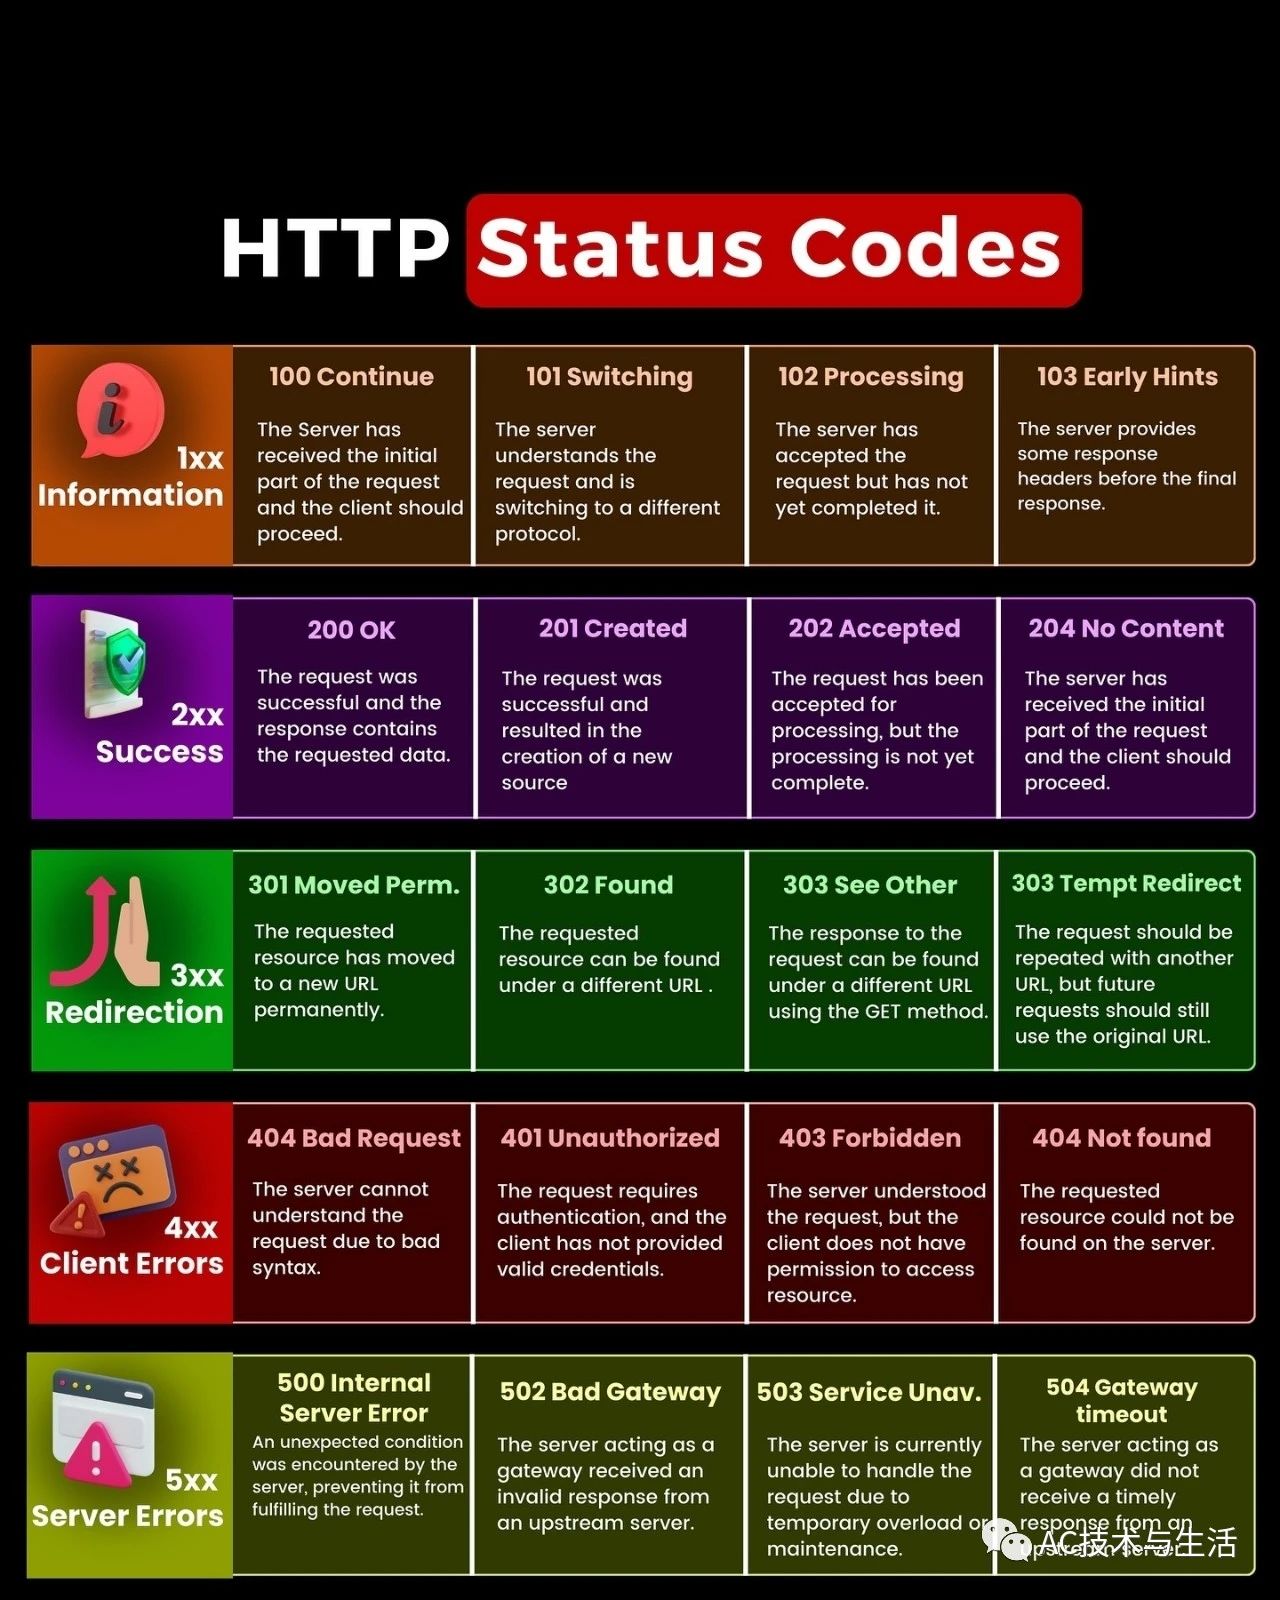 HTTP Status Codes
1xx
Information
100 Continue
The Server has
received the initial
part of the request
and the client should
proceed.
101 Switching
The server
understands the
request and is
switching to a different
protocol.
102 Processing
The server has
accepted the
request but has not
yet completed it.
103 Early Hints
The server provides
some response
headers before the final
response.
2xx
Success
200 OK
The request was
successful and the
response contains
the requested data.
201 Created
The request was
successful and
resulted in the
creation of a new
source
202 Accepted
The request has been
accepted for
processing, but the
processing is not yet
complete.
204 No Content
The server has
received the initial
part of the request
and the client should
proceed.
3xx
Redirection
301 Moved Perm.
The requested
resource has moved
to a new URL
permanently.
302 Found
The requested
resource can be found
under a different URL .
303 See Other
The response to the
request can be found
under a different URL
using the GET method.
303 Tempt Redirect
The request should be
repeated with another
URL, but future
requests should still
use the original URL.
4xx
Client Errors
404 Bad Request
The server cannot
understand the
request due to bad
syntax.
401 Unauthorized
The request requires
authentication, and the
client has not provided
valid credentials.
403 Forbidden
The server understood
the request, but the
client does not have
permission to access
resource.
404 Not found
The requested
resource could not be
found on the server.
5xx
Server Errors
500 Internal
Server Error
An unexpected condition
was encountered by the
server, preventing it from
fulfilling the request.
502 Bad Gateway
The server acting as a
gateway received an
invalid response from
an upstream server.
503 Service Unav.
The server is currently
unable to handle the
request due to
temporary overload or
maintenance.
504 Gateway
timeout
The server acting as
a gateway did not
receive a timely
response from an
upstream server.
AC技术与生活